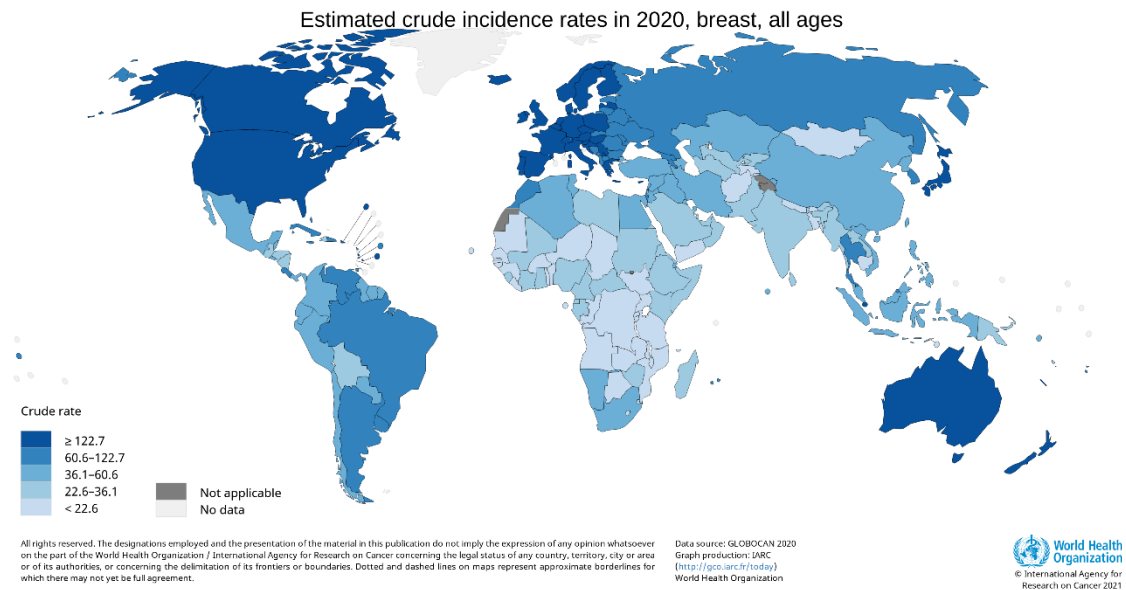 Estimated crude incidence rates in 2020, breast, all ages
Crude rate
≥ 122.7
60.6–122.7
36.1–60.6
22.6–36.1
< 22.6
Not applicable
No data
All rights reserved. The designations employed and the presentation of the material in this publication do not imply the expression of any opinion whatsoever
on the part of the World Health Organization / International Agency for Research on Cancer concerning the legal status of any country, territory, city or area
or of its authorities, or concerning the delimitation of its frontiers or boundaries. Dotted and dashed lines on maps represent approximate borderlines for
which there may not yet be full agreement.
Data source: GLOBOCAN 2020
Graph production: IARC
(http://gco.iarc.fr/today)
World Health Organization
World Health
Organization
© International Agency for
Research on Cancer 2021